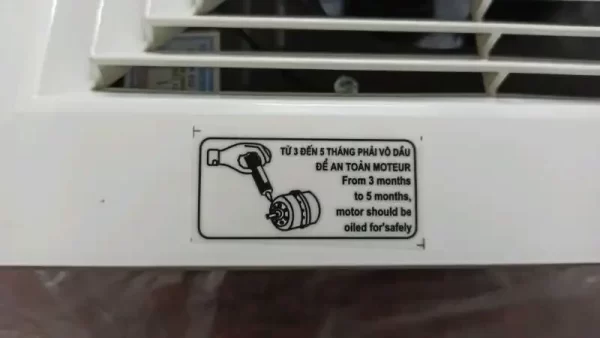 TỪ 3 ĐẾN 5 THÁNG PHẢI VÔ DẦU
ĐỂ AN TOÀN MOTEUR
From 3 months
to 5 months,
motor should be
oiled for'safely